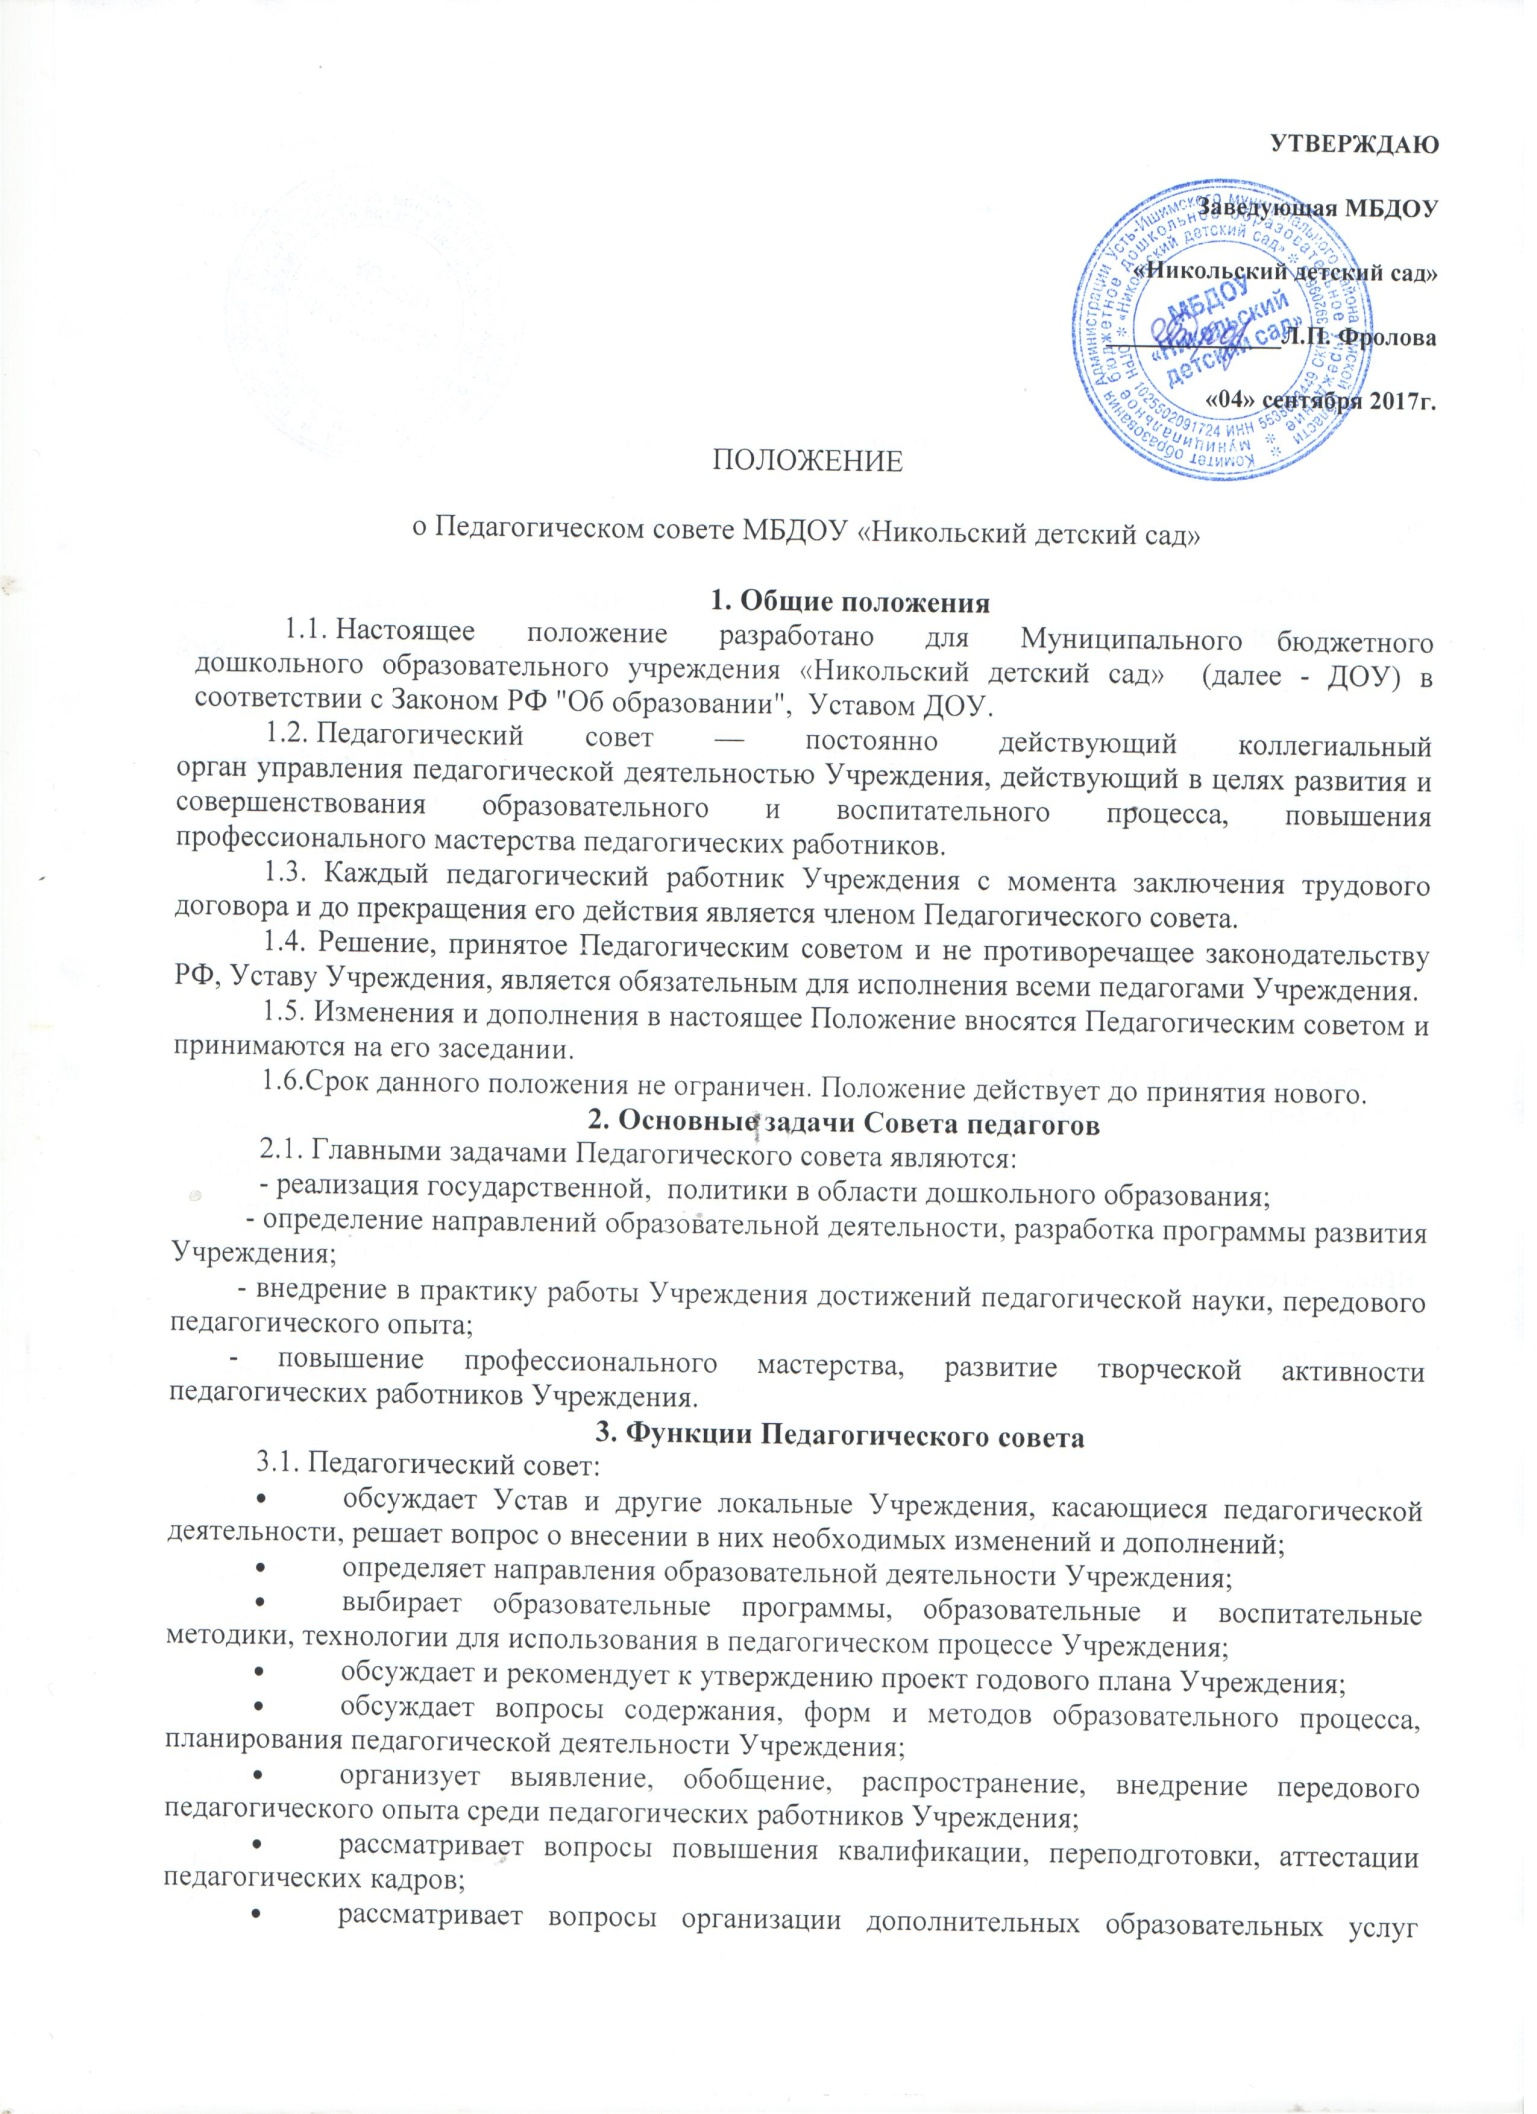 УТВЕРЖДАЮ
Заведующая МБДОУ
«Никольский детский сад»
Л.П. Фролова
«04» сентября 2017г.
МБДОУ
«Никольский
детский сад»
ПОЛОЖЕНИЕ
о Педагогическом совете МБДОУ «Никольский детский сад»
1. Общие положения
1.1. Настоящее положение разработано для Муниципального бюджетного
дошкольного образовательного учреждения «Никольский детский сад» (далее - ДОУ) в
соответствии с Законом РФ "Об образовании", Уставом ДОУ.
1.2. Педагогический совет — постоянно действующий коллегиальный
орган управления педагогической деятельностью Учреждения, действующий в целях развития и
совершенствования образовательного и воспитательного процесса, повышения
профессионального мастерства педагогических работников.
1.3. Каждый педагогический работник Учреждения с момента заключения трудового
договора и до прекращения его действия является членом Педагогического совета.
1.4. Решение, принятое Педагогическим советом и не противоречащее законодательству
РФ, Уставу Учреждения, является обязательным для исполнения всеми педагогами Учреждения.
1.5. Изменения и дополнения в настоящее Положение вносятся Педагогическим советом и
принимаются на его заседании.
1.6.Срок данного положения не ограничен. Положение действует до принятия нового.
2. Основные задачи Совета педагогов
2.1. Главными задачами Педагогического совета являются:
- реализация государственной, политики в области дошкольного образования;
- определение направлений образовательной деятельности, разработка программы развития
Учреждения;
- внедрение в практику работы Учреждения достижений педагогической науки, передового
педагогического опыта;
- повышение профессионального мастерства, развитие творческой активности
педагогических работников Учреждения.
3. Функции Педагогического совета
3.1. Педагогический совет:
• обсуждает Устав и другие локальные Учреждения, касающиеся педагогической
деятельности, решает вопрос о внесении в них необходимых изменений и дополнений;
• определяет направления образовательной деятельности Учреждения;
• выбирает образовательные программы, образовательные и воспитательные
методики, технологии для использования в педагогическом процессе Учреждения;
• обсуждает и рекомендует к утверждению проект годового плана Учреждения;
• обсуждает вопросы содержания, форм и методов образовательного процесса,
планирования педагогической деятельности Учреждения;
• организует выявление, обобщение, распространение, внедрение передового
педагогического опыта среди педагогических работников Учреждения;
• рассматривает вопросы повышения квалификации, переподготовки, аттестации
педагогических кадров;
• рассматривает вопросы организации дополнительных образовательных услуг